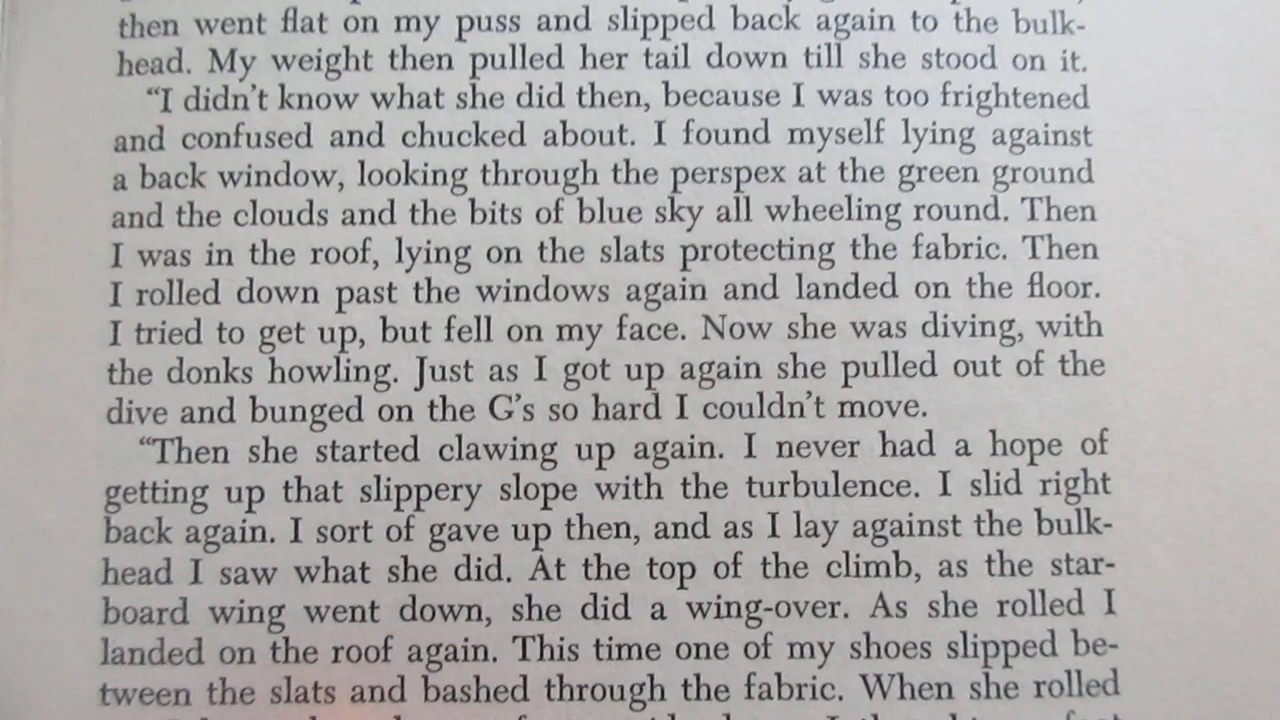 then went flat on my puss and slipped back again to the bulk-
head. My weight then pulled her tail down till she stood on it.
“I didn’t know what she did then, because I was too frightened
and confused and chucked about. I found myself lying against
a back window, looking through the perspex at the green ground
and the clouds and the bits of blue sky all wheeling round. Then
I was in the roof, lying on the slats protecting the fabric. Then
I rolled down past the windows again and landed on the floor.
I tried to get up, but fell on my face. Now she was diving, with
the donks howling. Just as I got up again she pulled out of the
dive and bunged on the G’s so hard I couldn’t move.
“Then she started clawing up again. I never had a hope of
getting up that slippery slope with the turbulence. I slid right
back again. I sort of gave up then, and as I lay against the bulk-
head I saw what she did. At the top of the climb, as the star-
board wing went down, she did a wing-over. As she rolled I
landed on the roof again. This time one of my shoes slipped be-
tween the slats and bashed through the fabric. When she rolled